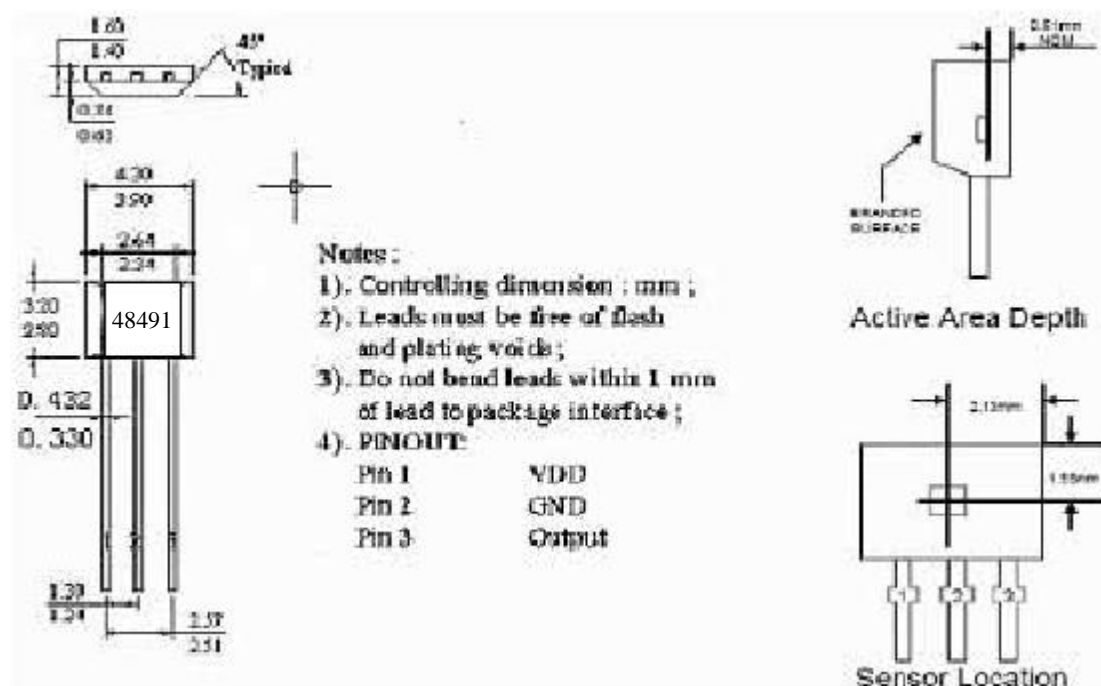 1.60
1.40
45°
Typical
4.30
3.90
2.64
2.34
3.20
2.80
48491
0.432
0.330
Notes :
1). Controlling dimension : mm ;
2). Leads must be free of flash
and plating voids ;
3). Do not bend leads within 1 mm
of lead to package interface ;
4). PINOUT:
Pin 1 VDD
Pin 2 GND
Pin 3 Output
2.57
2.51
NOM
BRANDED
SURFACE
Active Area Depth
1
2
3
Sensor Location